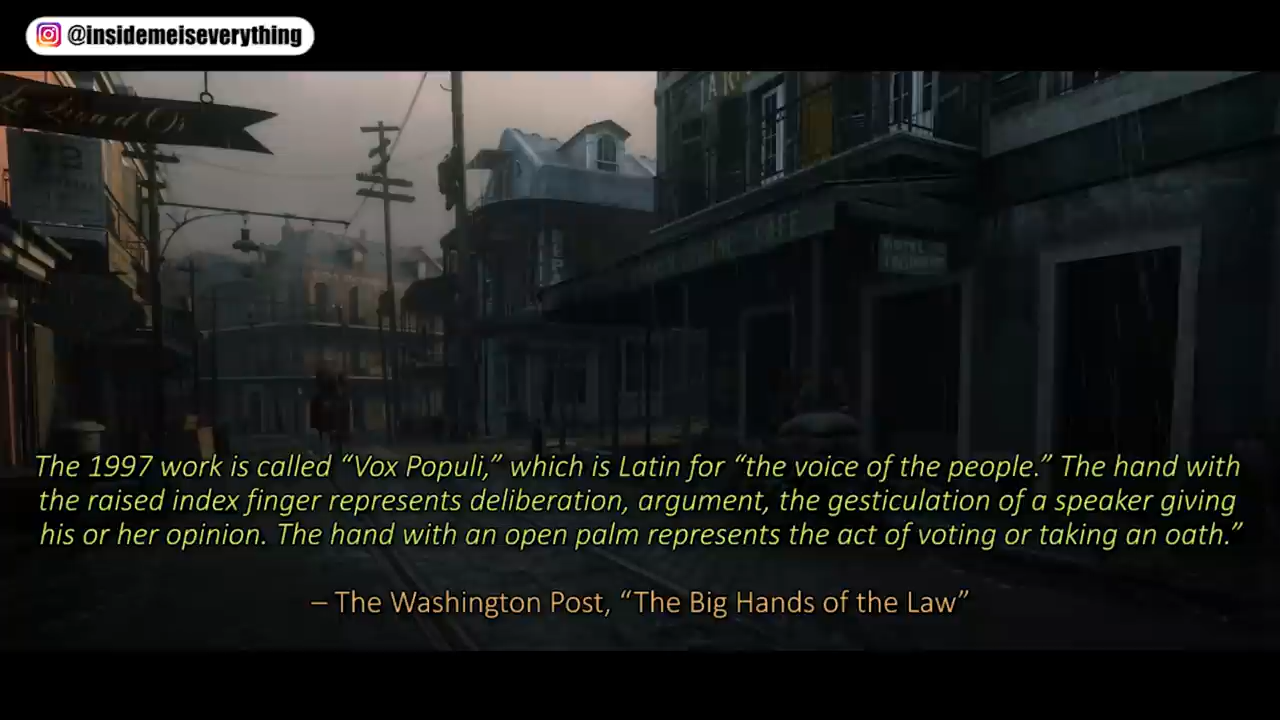 @insidemeiseverything
The 1997 work is called “Vox Populi,” which is Latin for “the voice of the people.” The hand with
the raised index finger represents deliberation, argument, the gesticulation of a speaker giving
his or her opinion. The hand with an open palm represents the act of voting or taking an oath.”
– The Washington Post, “The Big Hands of the Law”